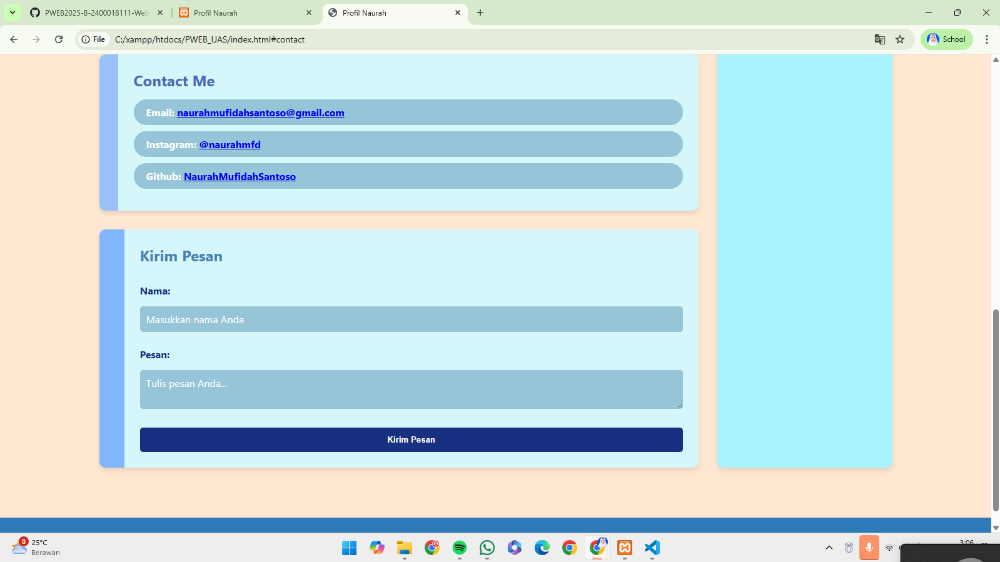 PWEB2025-B-2400018111-Web
Profil Naurah
Profil Naurah
File
C:/xampp/htdocs/PWEB_UAS/index.html#contact
School
Contact Me
Email: naurahmufidahsantoso@gmail.com
Instagram: @naurahmfd
Github: NaurahMufidahSantoso
Kirim Pesan
Nama:
Masukkan nama Anda
Pesan:
Tulis pesan Anda...
Kirim Pesan
8
25°C
Berawan
3:06